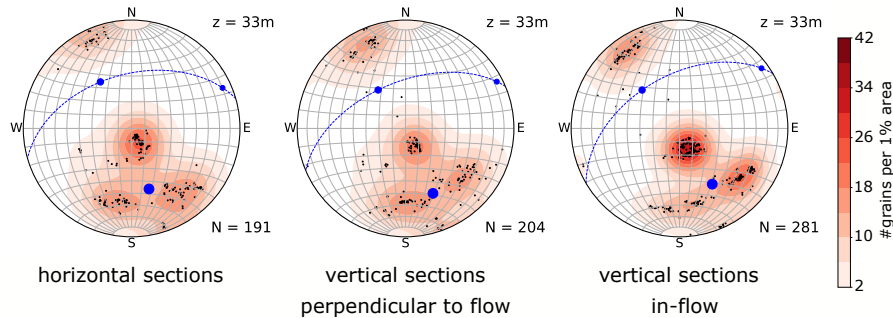 N
z = 33m
W
E
S
N = 191
horizontal sections
N
z = 33m
W
E
S
N = 204
vertical sections
perpendicular to flow
N
z = 33m
W
E
S
N = 281
vertical sections
in-flow
42
34
26
18
10
2
#grains per 1% area